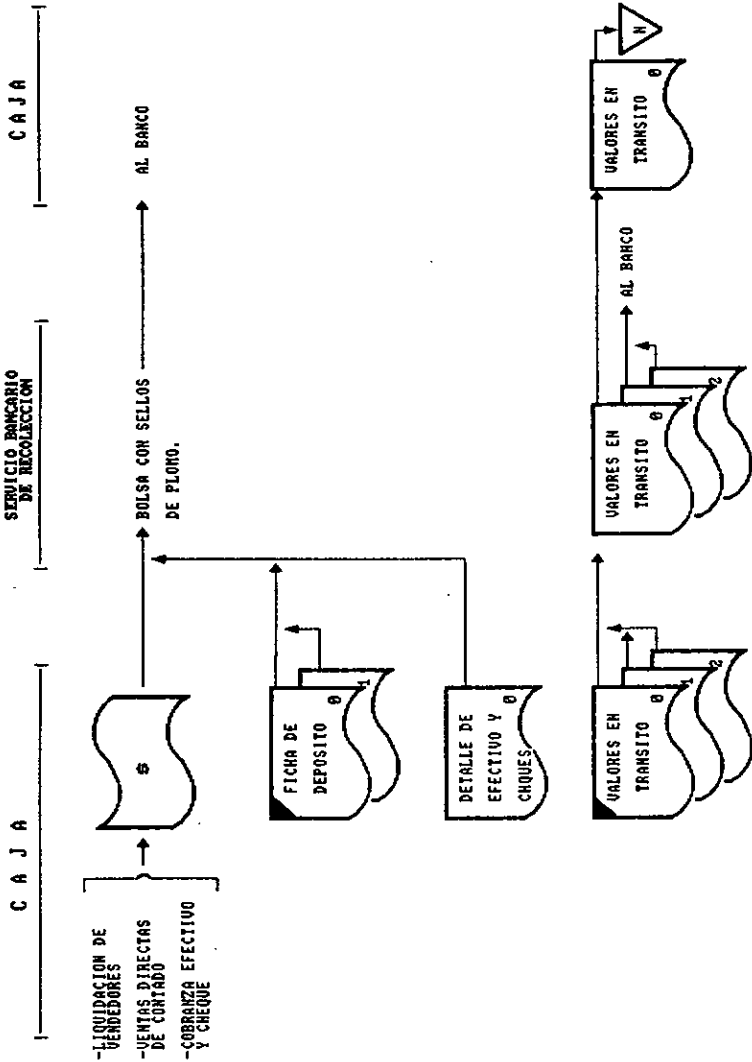 C A J A
SERVICIO BANCARIO
DE RECOLECCION
C A J A
-LIQUIDACION DE
VENDEDORES
-VENTAS DIRECTAS
DE CONTADO
-COBRANZA EFECTIVO
Y CHEQUE
$
BOLSA CON SELLOS
DE PLOMO.
AL BANCO
FICHA DE
DEPOSITO
0
1
DETALLE DE
EFECTIVO Y
CHQUES
0
VALORES EN
TRANSITO
0
1
2
VALORES EN
TRANSITO
0
1
2
AL BANCO
VALORES EN
TRANSITO
0
N